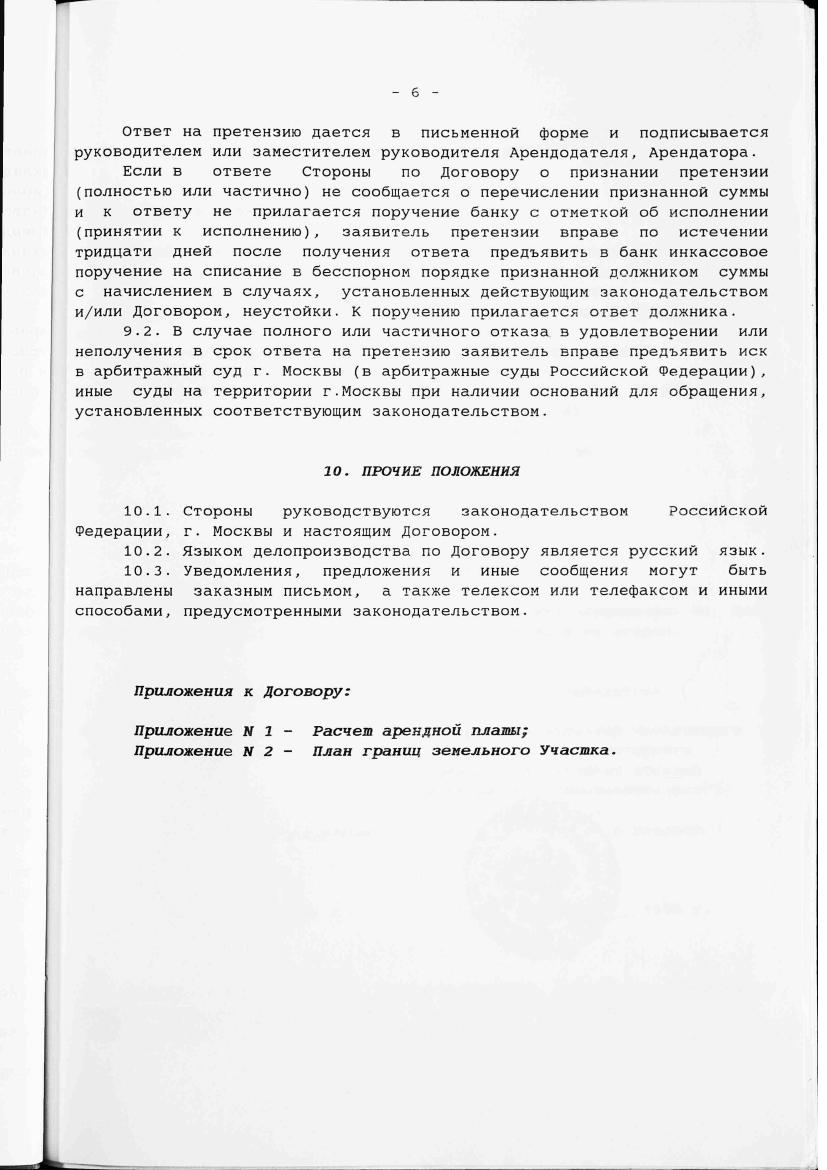 - 6 -
Ответ на претензию дается в письменной форме и подписывается
руководителем или заместителем руководителя Арендодателя, Арендатора.
Если в ответе Стороны по Договору о признании претензии
(полностью или частично) не сообщается о перечислении признанной суммы
и к ответу не прилагается поручение банку с отметкой об исполнении
(принятии к исполнению), заявитель претензии вправе по истечении
тридцати дней после получения ответа предъявить в банк инкассовое
поручение на списание в бесспорном порядке признанной должником суммы
с начислением в случаях, установленных действующим законодательством
и/или Договором, неустойки. К поручению прилагается ответ должника.
9.2. В случае полного или частичного отказа в удовлетворении или
неполучения в срок ответа на претензию заявитель вправе предъявить иск
в арбитражный суд г. Москвы (в арбитражные суды Российской Федерации),
иные суды на территории г.Москвы при наличии оснований для обращения,
установленных соответствующим законодательством.
10. ПРОЧИЕ ПОЛОЖЕНИЯ
10.1. Стороны руководствуются законодательством Российской
Федерации, г. Москвы и настоящим Договором.
10.2. Языком делопроизводства по Договору является русский язык.
10.3. Уведомления, предложения и иные сообщения могут быть
направлены заказным письмом, а также телексом или телефаксом и иными
способами, предусмотренными законодательством.
Приложения к Договору:
Приложение N 1 - Расчет арендной платы;
Приложение N 2 - План границ земельного Участка.